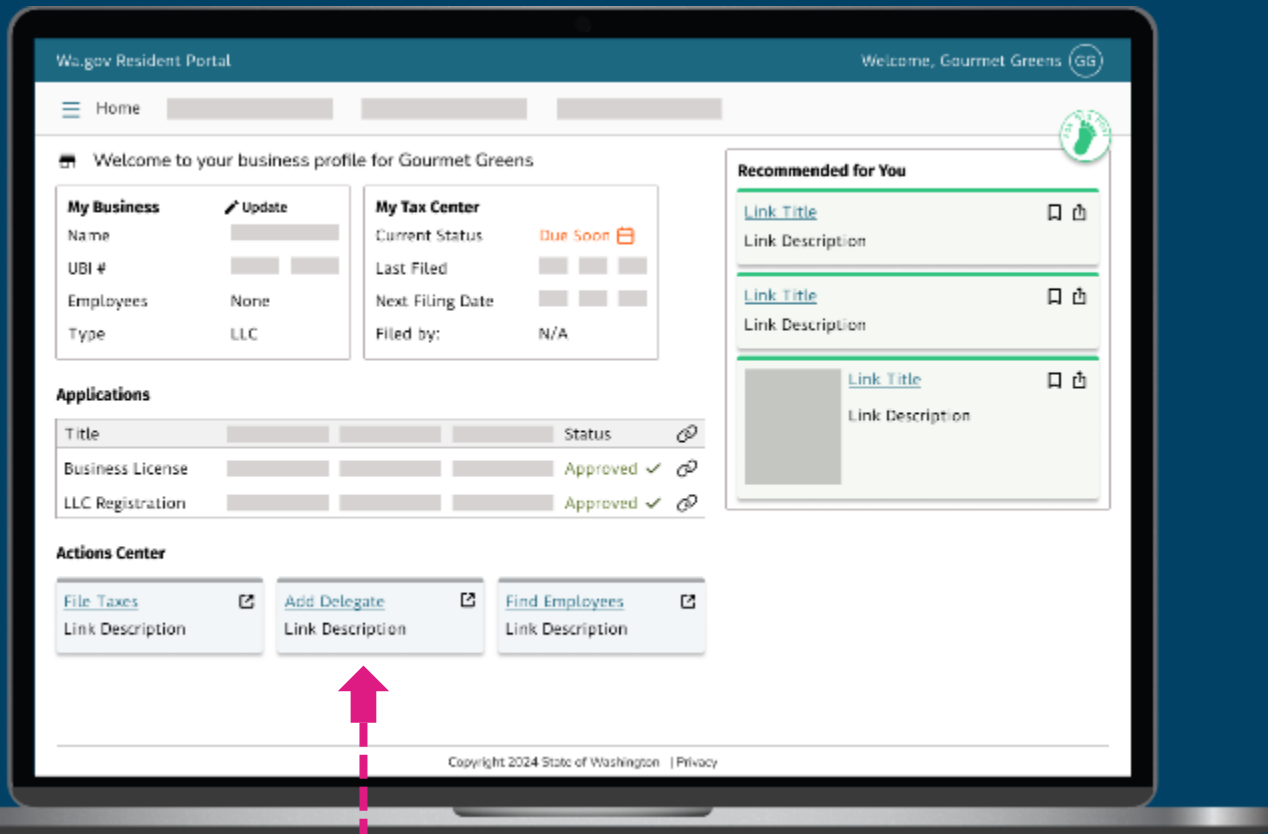 Wa.gov Resident Portal
Welcome, Gourmet Greens GG
Home
Welcome to your business profile for Gourmet Greens
My Business Update
Name
UBI #
Employees None
Type LLC
My Tax Center
Current Status Due Soon
Last Filed
Next Filing Date
Filed by: N/A
Applications
Title Status
Business License Approved
LLC Registration Approved
Actions Center
File Taxes
Link Description
Add Delegate
Link Description
Find Employees
Link Description
Recommended for You
Link Title
Link Description
Link Title
Link Description
Link Title
Link Description
Copyright 2024 State of Washington | Privacy